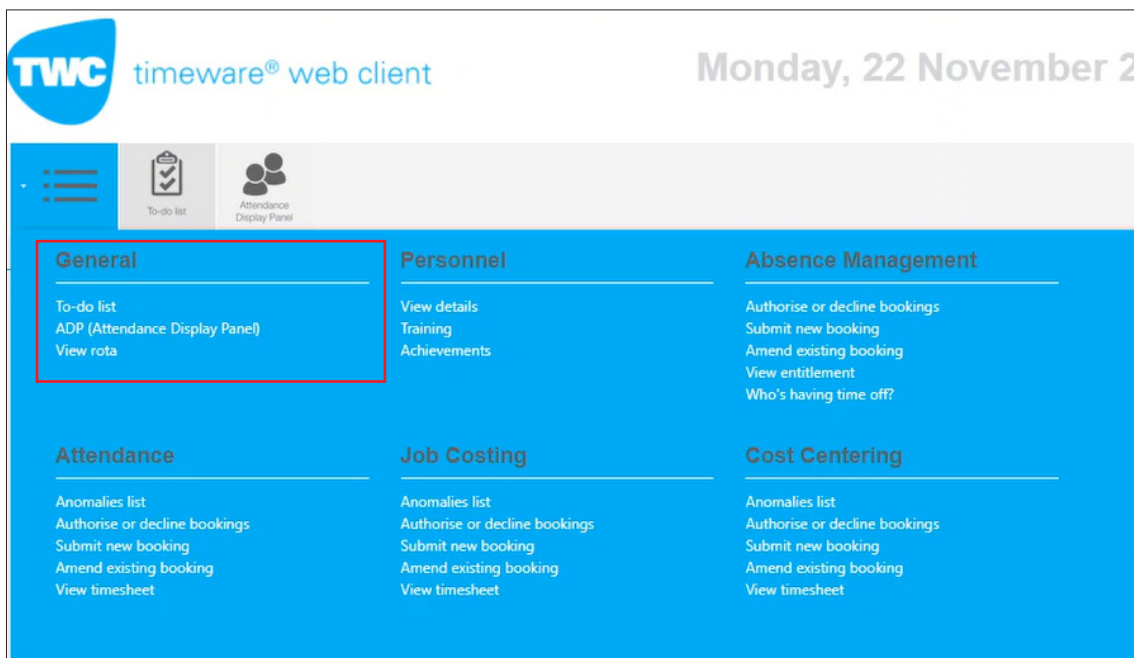 TWC timeware® web client
Monday, 22 November 2
To-do list
Attendance
Display Panel
General
To-do list
ADP (Attendance Display Panel)
View rota
Personnel
View details
Training
Achievements
Absence Management
Authorise or decline bookings
Submit new booking
Amend existing booking
View entitlement
Who's having time off?
Attendance
Anomalies list
Authorise or decline bookings
Submit new booking
Amend existing booking
View timesheet
Job Costing
Anomalies list
Authorise or decline bookings
Submit new booking
Amend existing booking
View timesheet
Cost Centering
Anomalies list
Authorise or decline bookings
Submit new booking
Amend existing booking
View timesheet